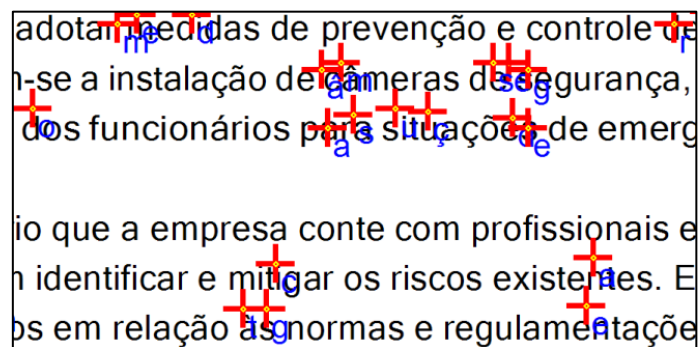 adotar medidas de prevenção e controle de
m e d r
-se a instalação de câmeras de segurança,
a m s e g
dos funcionários para situações de emerg
o s u ç
a e
io que a empresa conte com profissionais e
identificar e mitigar os riscos existentes. E
c a
os em relação às normas e regulamentaçõe
t g e